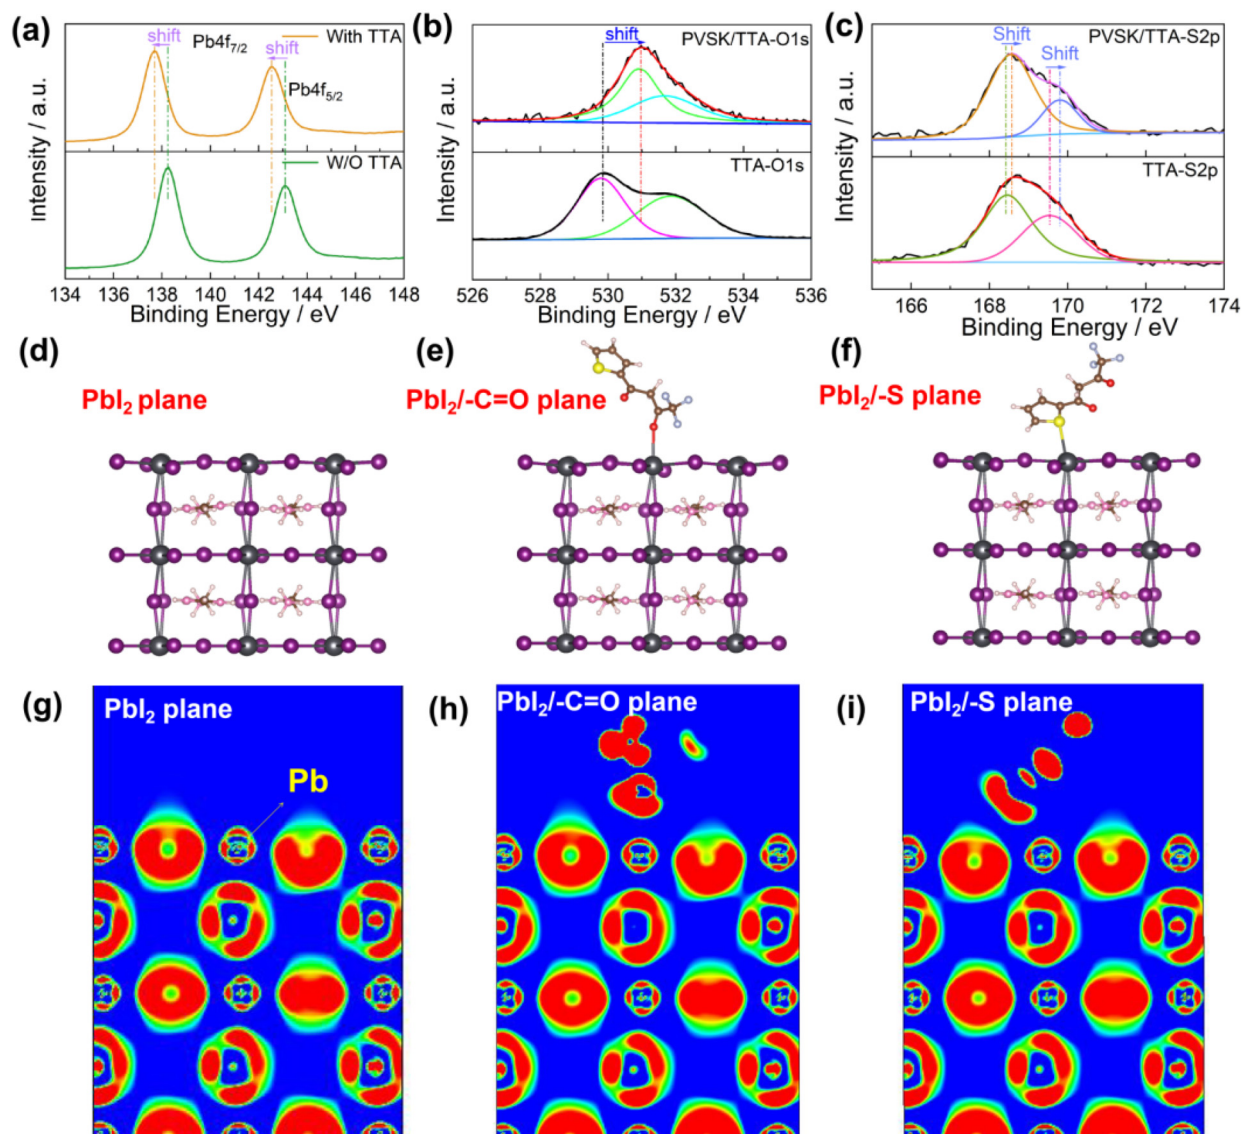 (a)
shift
Pb4f7/2
With TTA
shift
Pb4f5/2
W/O TTA
Intensity / a.u.
134 136 138 140 142 144 146 148
Binding Energy / eV
(b)
shift
PVSK/TTA-O1s
TTA-O1s
Intensity / a.u.
526 528 530 532 534 536
Binding Energy / eV
(c)
Shift
PVSK/TTA-S2p
Shift
TTA-S2p
Intensity / a.u.
166 168 170 172 174
Binding Energy / eV
(d)
PbI2 plane
(e)
PbI2/-C=O plane
(f)
PbI2/-S plane
(g)
PbI2 plane
Pb
(h)
PbI2/-C=O plane
(i)
PbI2/-S plane